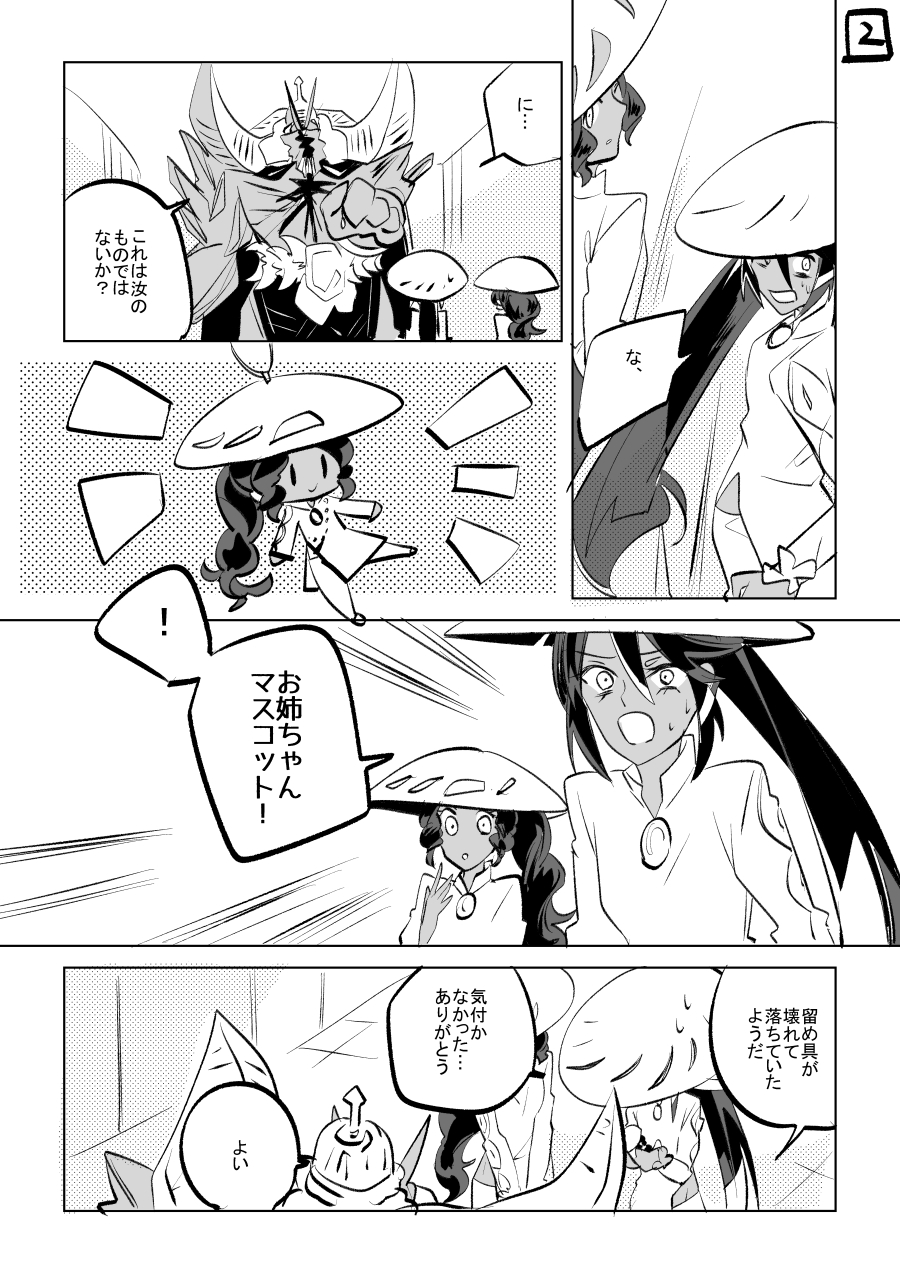 2
な、
に…
これは汝の
ものでは
ないか？
！
お姉ちゃん
マスコット！
留め具が
壊れて
落ちていた
ようだ
気付か
なかった…
ありがとう
よい